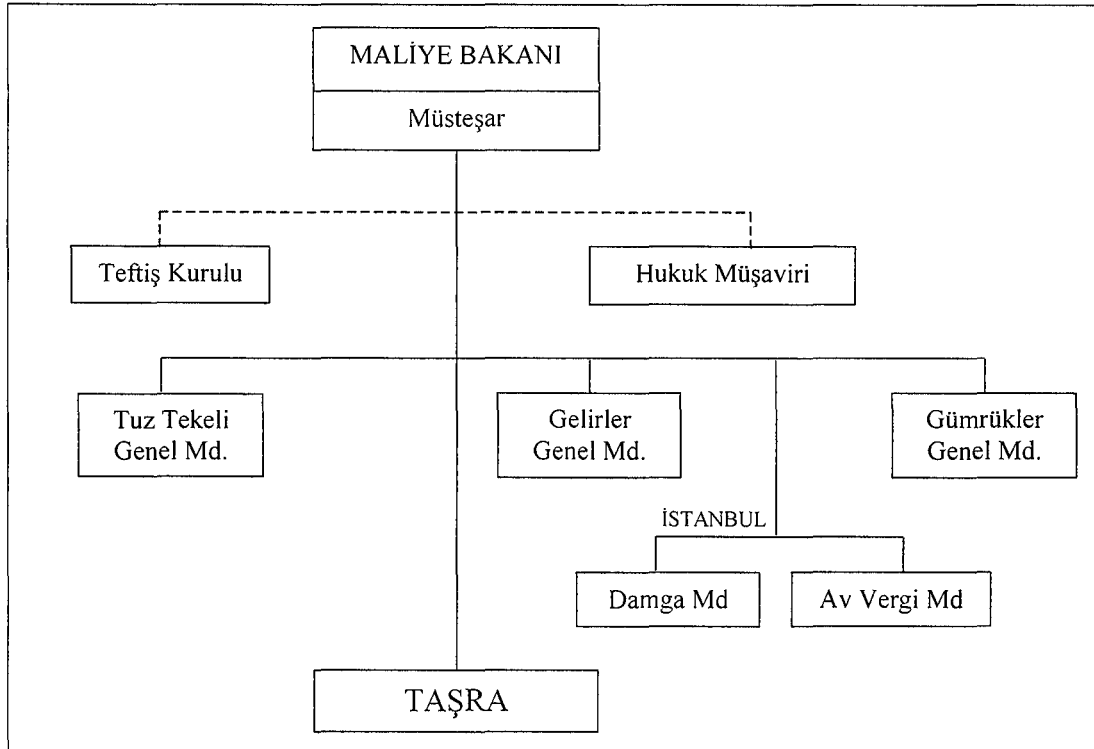 MALİYE BAKANI
Müsteşar
Teftiş Kurulu
Hukuk Müşaviri
Tuz Tekeli
Genel Md.
Gelirler
Genel Md.
Gümrükler
Genel Md.
İSTANBUL
Damga Md
Av Vergi Md
TAŞRA